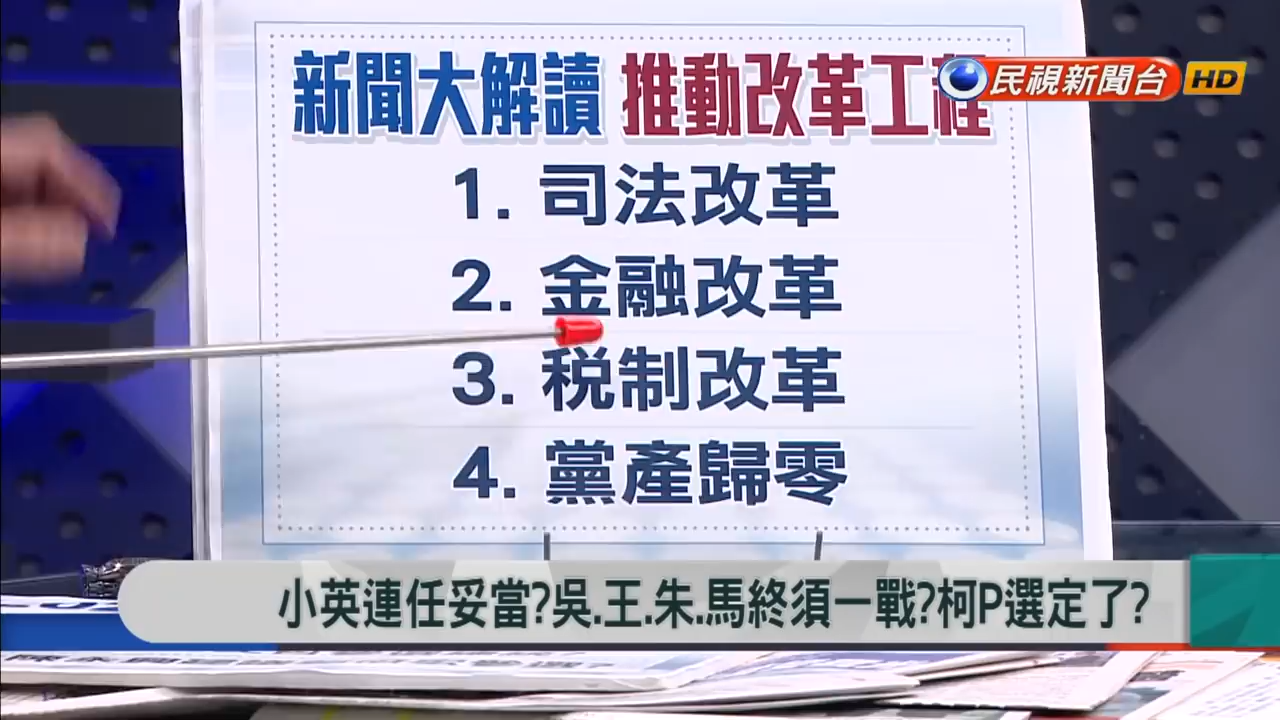 新聞大解讀 推動改革工程
民視新聞台 HD
1. 司法改革
2. 金融改革
3. 税制改革
4. 黨產歸零
小英連任妥當?吳.王.朱.馬終須一戰?柯P選定了?